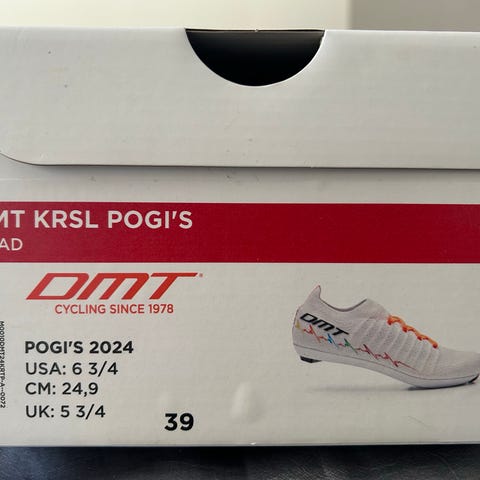 MT KRSL POGI'S
AD
DMT
CYCLING SINCE 1978
POGI'S 2024
USA: 6 3/4
CM: 24,9
UK: 5 3/4
39
DMT